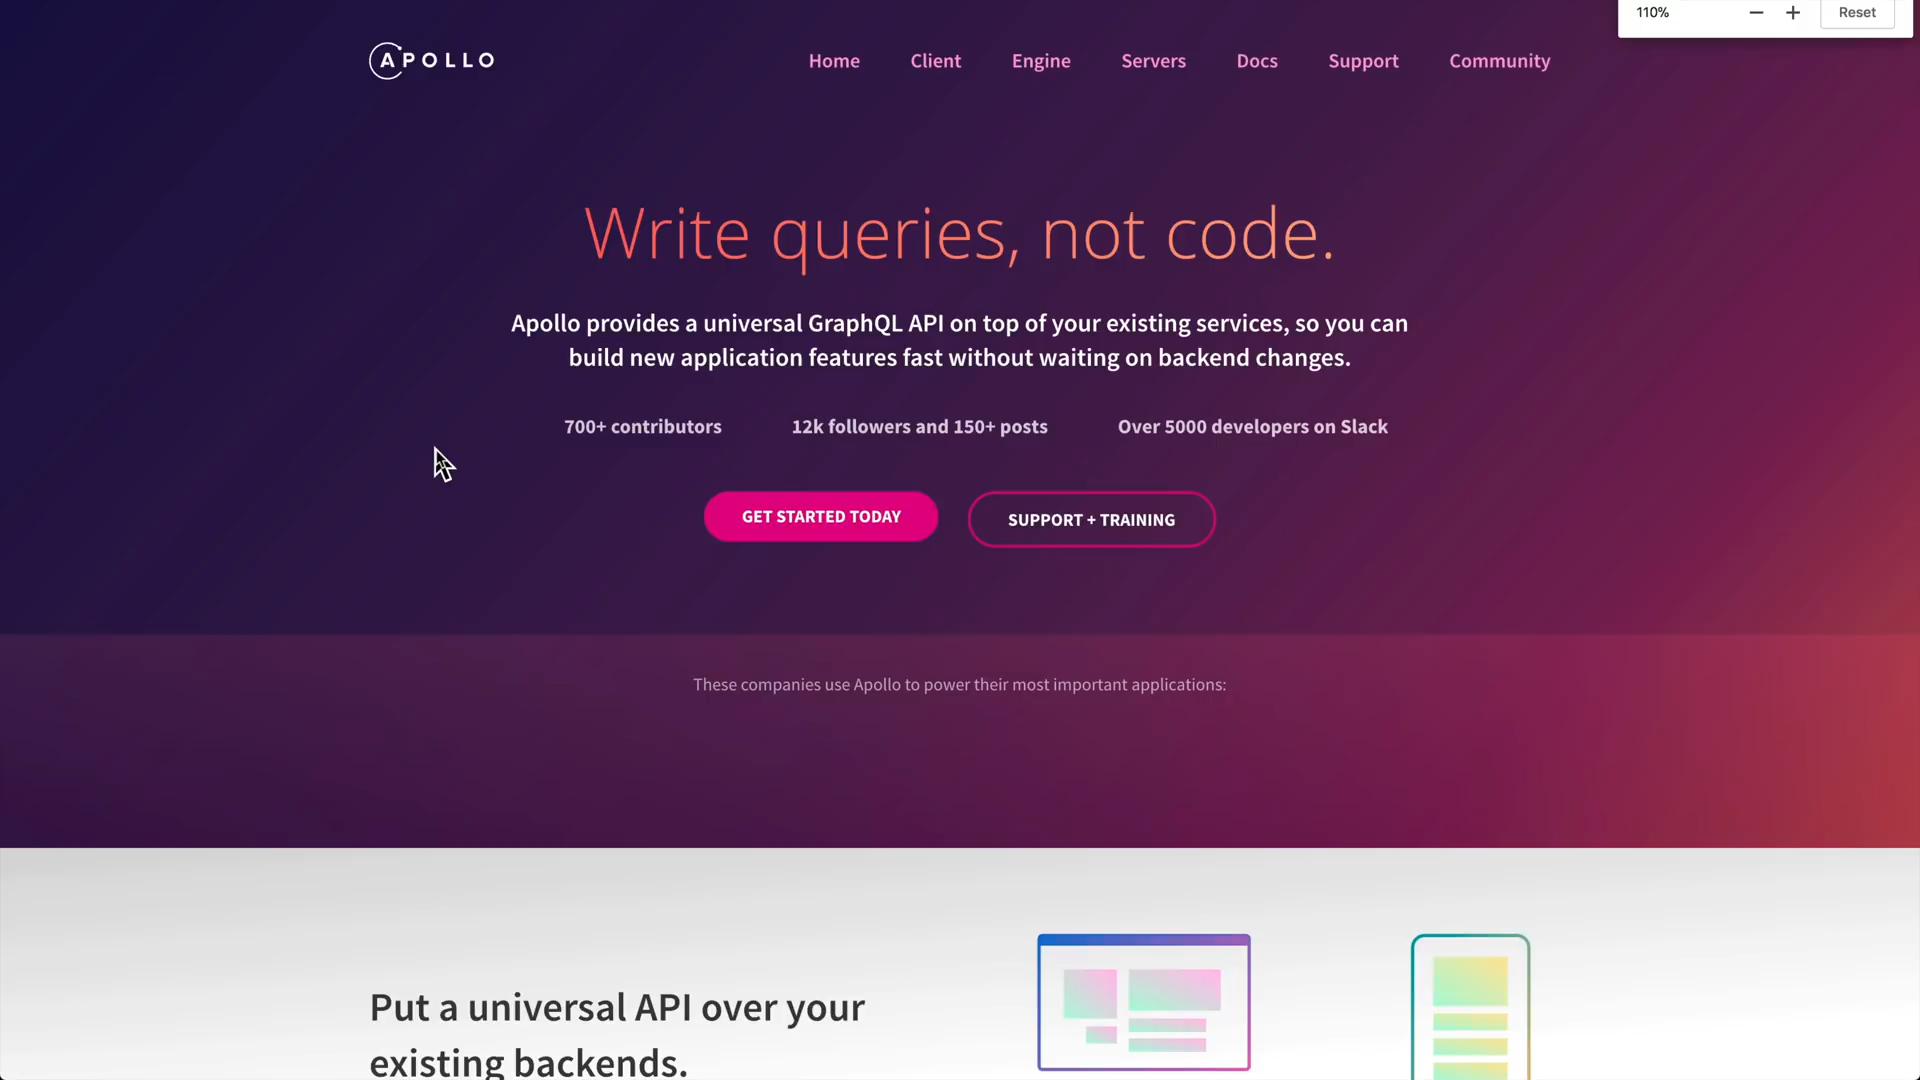 110%
Reset
APOLLO
Home Client Engine Servers Docs Support Community
Write queries, not code.
Apollo provides a universal GraphQL API on top of your existing services, so you can
build new application features fast without waiting on backend changes.
700+ contributors 12k followers and 150+ posts Over 5000 developers on Slack
GET STARTED TODAY SUPPORT + TRAINING
These companies use Apollo to power their most important applications:
Put a universal API over your
existing backends.